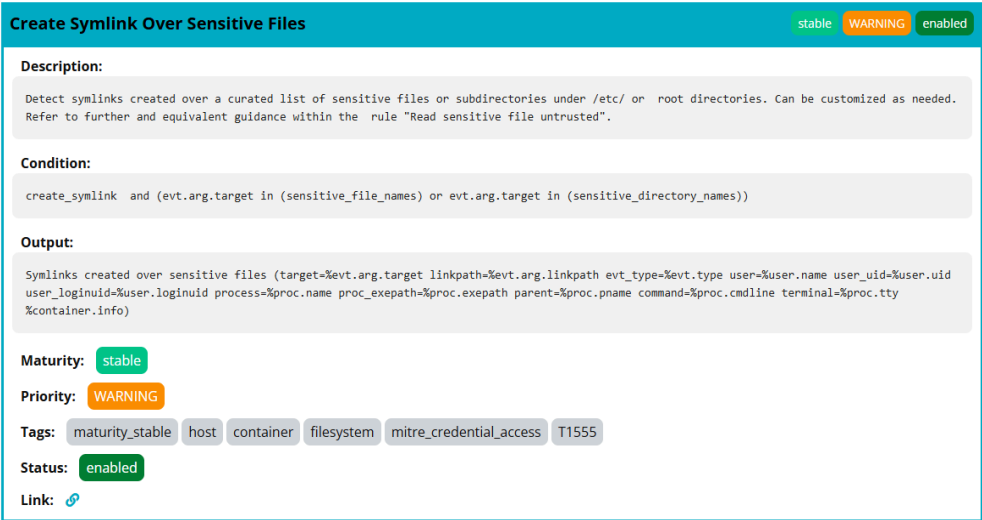 Create Symlink Over Sensitive Files stable WARNING enabled
Description:
Detect symlinks created over a curated list of sensitive files or subdirectories under /etc/ or  root directories. Can be customized as needed.
Refer to further and equivalent guidance within the  rule "Read sensitive file untrusted".
Condition:
create_symlink  and (evt.arg.target in (sensitive_file_names) or evt.arg.target in (sensitive_directory_names))
Output:
Symlinks created over sensitive files (target=%evt.arg.target linkpath=%evt.arg.linkpath evt_type=%evt.type user=%user.name user_uid=%user.uid
user_loginuid=%user.loginuid process=%proc.name proc_exepath=%proc.exepath parent=%proc.pname command=%proc.cmdline terminal=%proc.tty
%container.info)
Maturity: stable
Priority: WARNING
Tags: maturity_stable host container filesystem mitre_credential_access T1555
Status: enabled
Link: